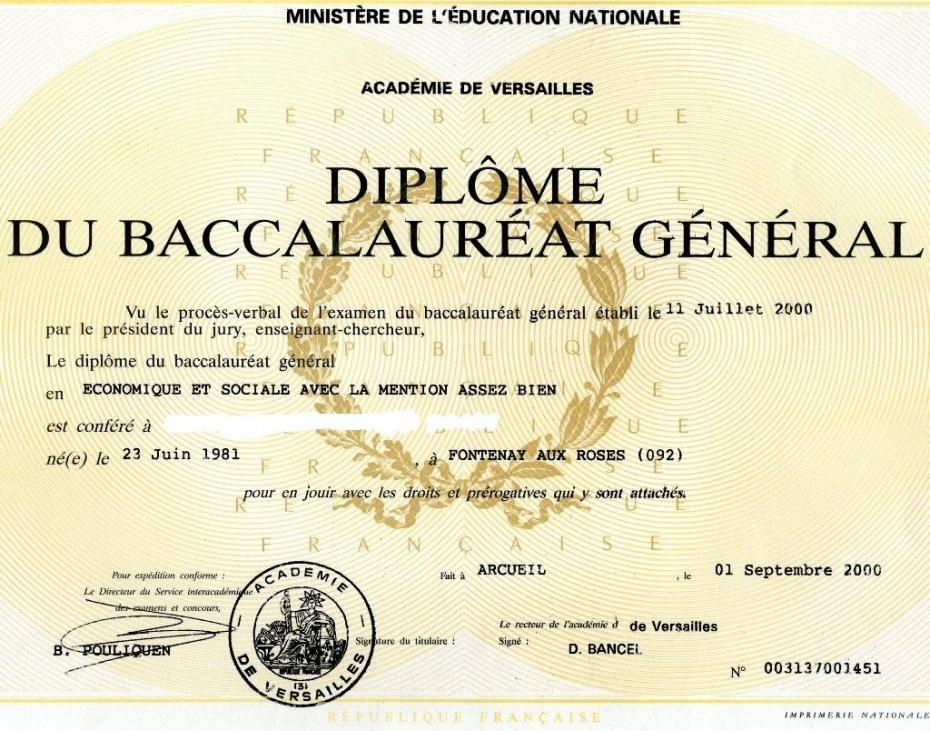 MINISTÈRE DE L'ÉDUCATION NATIONALE
ACADÉMIE DE VERSAILLES
RÉPUBLIQUE
FRANÇAISE
DIPLÔME
DU BACCALAURÉAT GÉNÉRAL
Vu le procès-verbal de l'examen du baccalauréat général établi le 11 Juillet 2000
par le président du jury, enseignant-chercheur,
Le diplôme du baccalauréat général
en ECONOMIQUE ET SOCIALE AVEC LA MENTION ASSEZ BIEN
est conféré à
né(e) le 23 Juin 1981 , à FONTENAY AUX ROSES (092)
pour en jouir avec les droits et prérogatives qui y sont attachés.
FRANÇAISE
Pour expédition conforme :
Le Directeur du Service interacadémique
des examens et concours,
B. POULIQUEN
ACADEMIE
DE VERSAILLES
(3)
Fait à ARCUEIL , le 01 Septembre 2000
Signature du titulaire :
Le recteur de l'académie d de Versailles
Signé : D. BANCEL
N° 003137001451
RÉPUBLIQUE FRANÇAISE
IMPRIMERIE NATIONALE